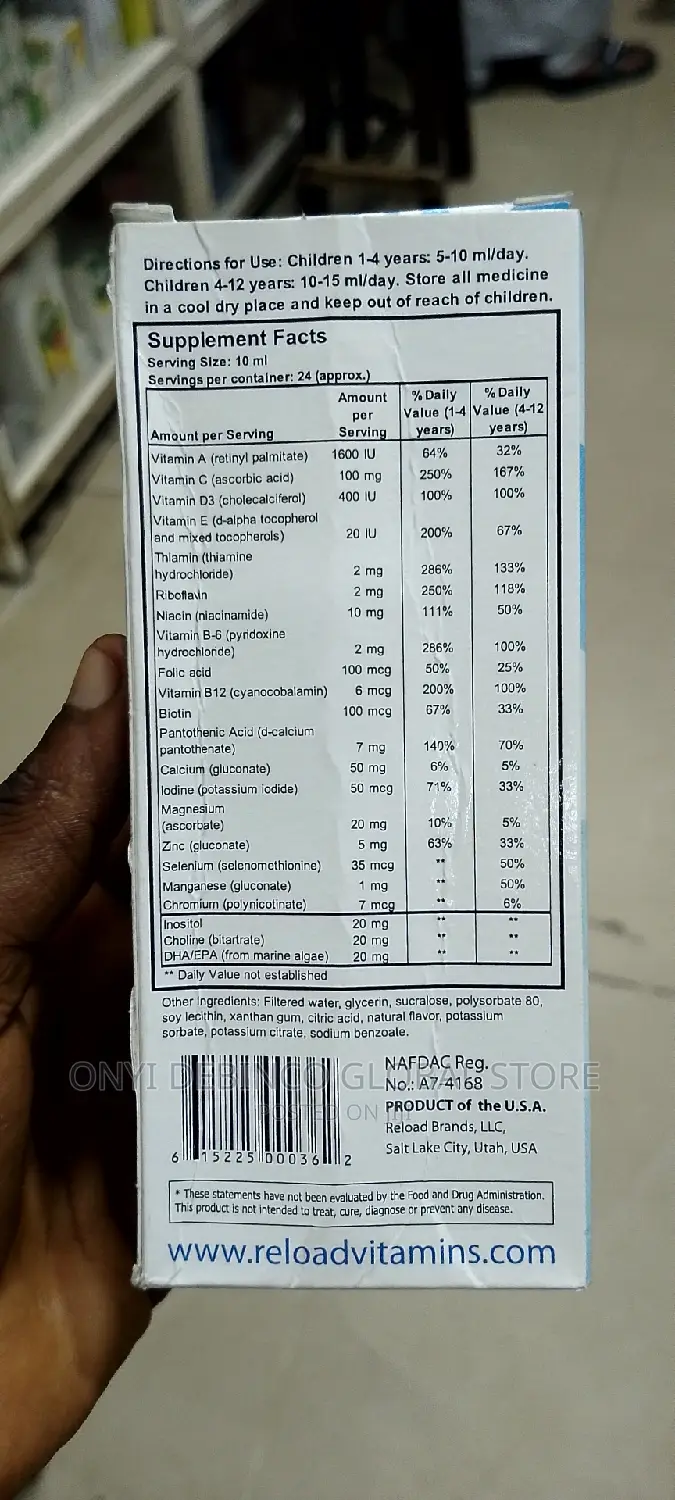 Directions for Use: Children 1-4 years: 5-10 ml/day.
Children 4-12 years: 10-15 ml/day. Store all medicine
in a cool dry place and keep out of reach of children.
Supplement Facts
Serving Size: 10 ml
Servings per container: 24 (approx.)
Amount per Serving | Amount per Serving | % Daily Value (1-4 years) | % Daily Value (4-12 years)
Vitamin A (retinyl palmitate) 1600 IU 64% 32%
Vitamin C (ascorbic acid) 100 mg 250% 167%
Vitamin D3 (cholecalciferol) 400 IU 100% 100%
Vitamin E (d-alpha tocopherol
and mixed tocopherols) 20 IU 200% 67%
Thiamin (thiamine
hydrochloride) 2 mg 286% 133%
Riboflavin 2 mg 250% 118%
Niacin (niacinamide) 10 mg 111% 50%
Vitamin B-6 (pyridoxine
hydrochloride) 2 mg 286% 100%
Folic acid 100 mcg 50% 25%
Vitamin B12 (cyanocobalamin) 6 mcg 200% 100%
Biotin 100 mcg 67% 33%
Pantothenic Acid (d-calcium
pantothenate) 7 mg 140% 70%
Calcium (gluconate) 50 mg 6% 5%
Iodine (potassium iodide) 50 mcg 71% 33%
Magnesium
(ascorbate) 20 mg 10% 5%
Zinc (gluconate) 5 mg 63% 33%
Selenium (selenomethionine) 35 mcg ** 50%
Manganese (gluconate) 1 mg ** 50%
Chromium (polynicotinate) 7 mcg ** 6%
Inositol 20 mg ** **
Choline (bitartrate) 20 mg ** **
DHA/EPA (from marine algae) 20 mg ** **
** Daily Value not established
Other Ingredients: Filtered water, glycerin, sucralose, polysorbate 80,
soy lecithin, xanthan gum, citric acid, natural flavor, potassium
sorbate, potassium citrate, sodium benzoate.
NAFDAC Reg.
No.: A7-4168
PRODUCT of the U.S.A.
Reload Brands, LLC,
Salt Lake City, Utah, USA
6 15225 00036 2
ONYI DEBINCO GLOBAL STORE
POSTED ON JIJI
* These statements have not been evaluated by the Food and Drug Administration.
This product is not intended to treat, cure, diagnose or prevent any disease.
www.reloadvitamins.com